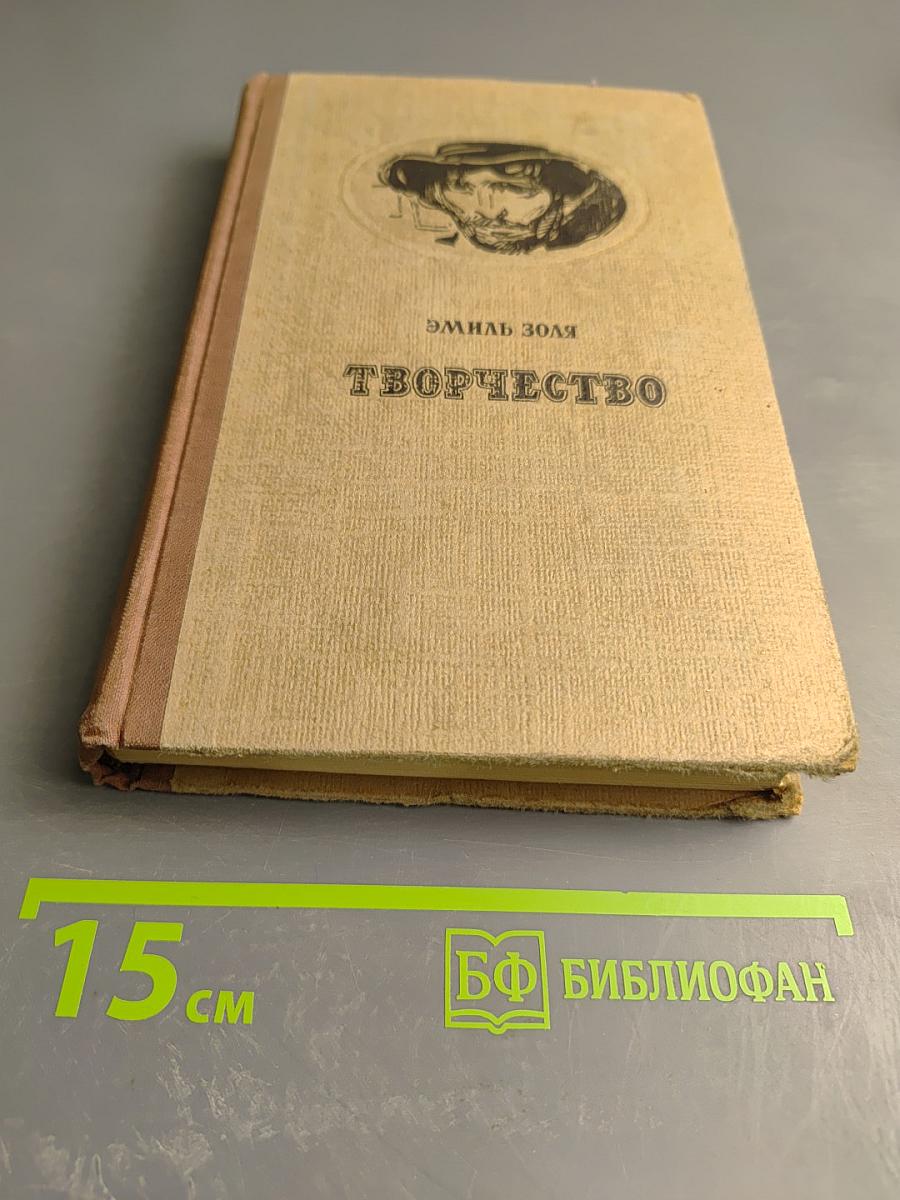 ЭМИЛЬ ЗОЛЯ
ТВОРЧЕСТВО
15 см
БФ БИБЛИОФАН